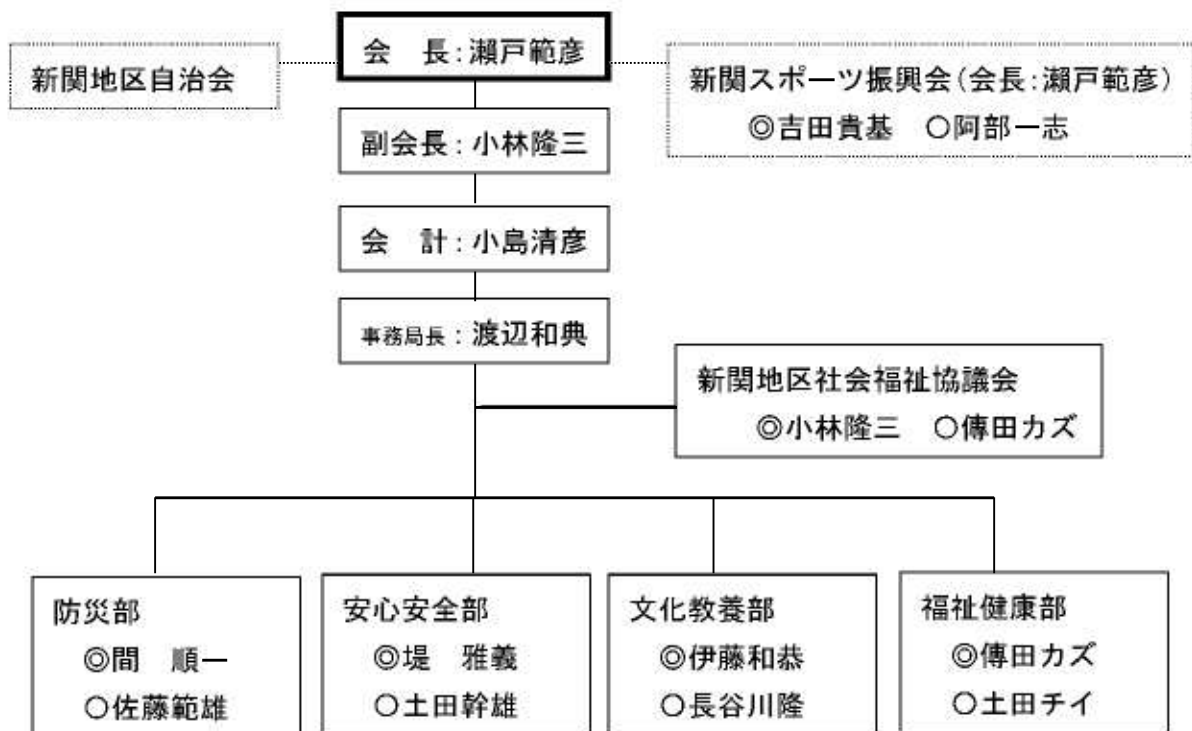 会　長：瀬戸範彦
新関地区自治会
新関スポーツ振興会（会長：瀬戸範彦）
◎吉田貴基　○阿部一志
副会長：小林隆三
会　計：小島清彦
事務局長：渡辺和典
新関地区社会福祉協議会
◎小林隆三　○傳田カズ
防災部
◎間　順一
○佐藤範雄
安心安全部
◎堤　雅義
○土田幹雄
文化教養部
◎伊藤和恭
○長谷川隆
福祉健康部
◎傳田カズ
○土田チイ